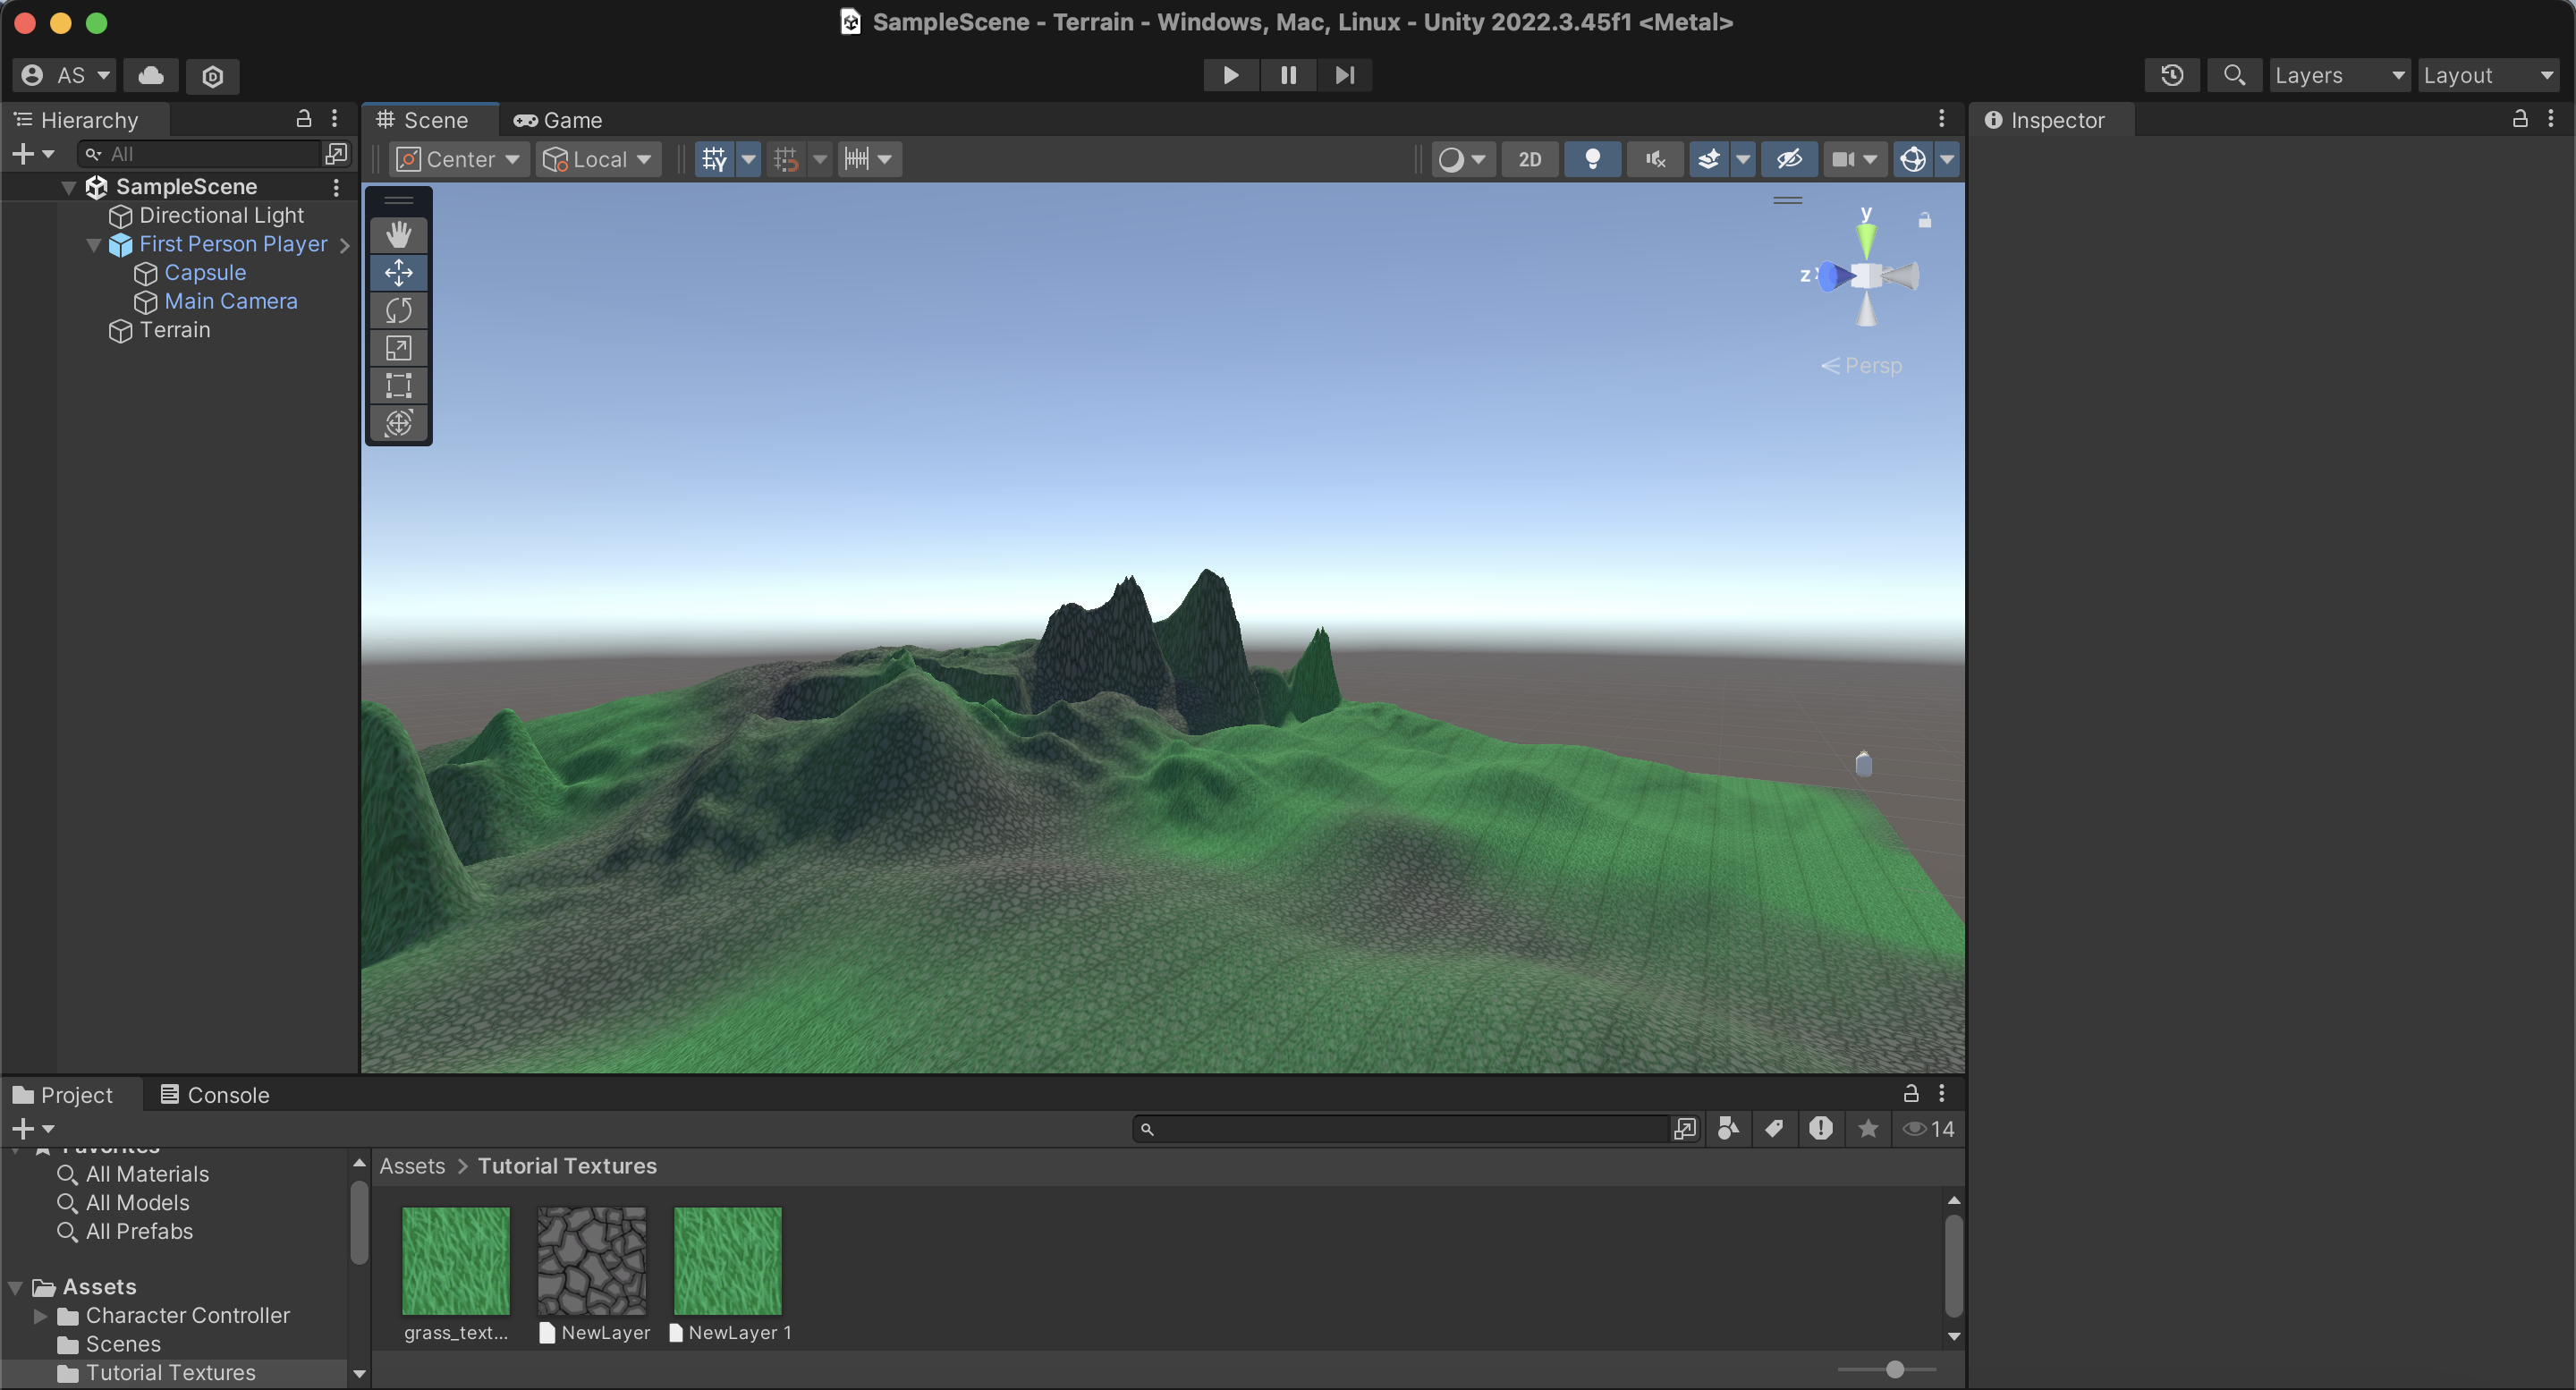 SampleScene - Terrain - Windows, Mac, Linux - Unity 2022.3.45f1 <Metal>
AS
Layers
Layout
Hierarchy
Scene
Game
Inspector
All
Center
Local
2D
SampleScene
Directional Light
First Person Player
Capsule
Main Camera
Terrain
y
z
Persp
Project
Console
14
Favorites
All Materials
All Models
All Prefabs
Assets
Character Controller
Scenes
Tutorial Textures
Assets > Tutorial Textures
grass_text...
NewLayer
NewLayer 1